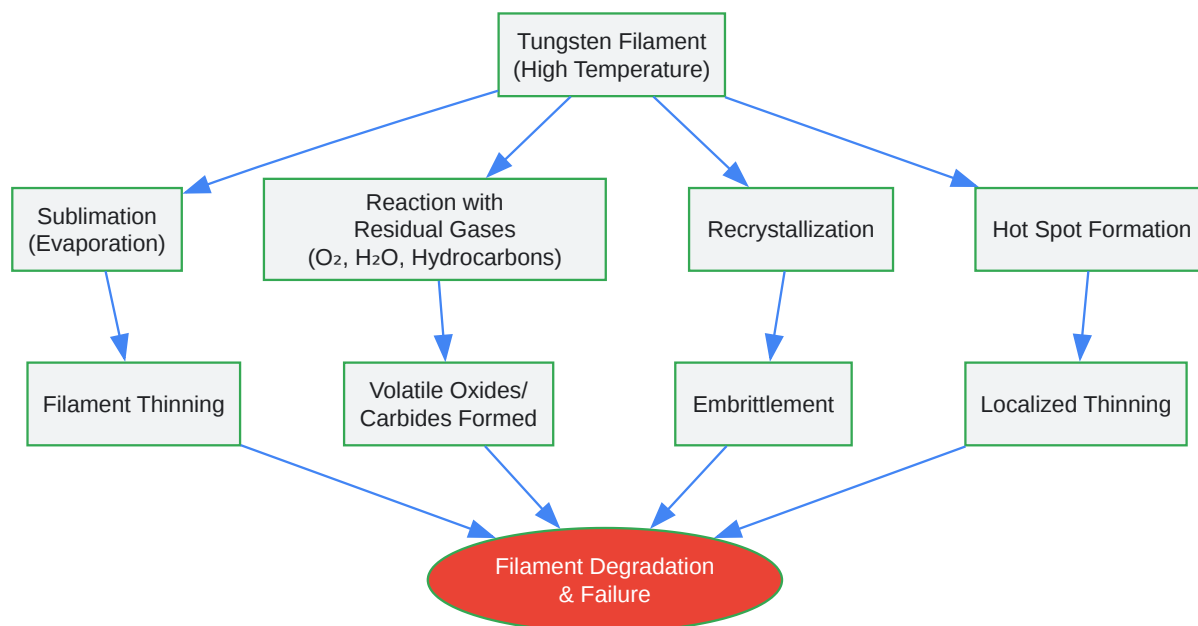 Tungsten Filament
(High Temperature)
Sublimation
(Evaporation)
Reaction with
Residual Gases
(O₂, H₂O, Hydrocarbons)
Recrystallization
Hot Spot Formation
Filament Thinning
Volatile Oxides/
Carbides Formed
Embrittlement
Localized Thinning
Filament Degradation
& Failure